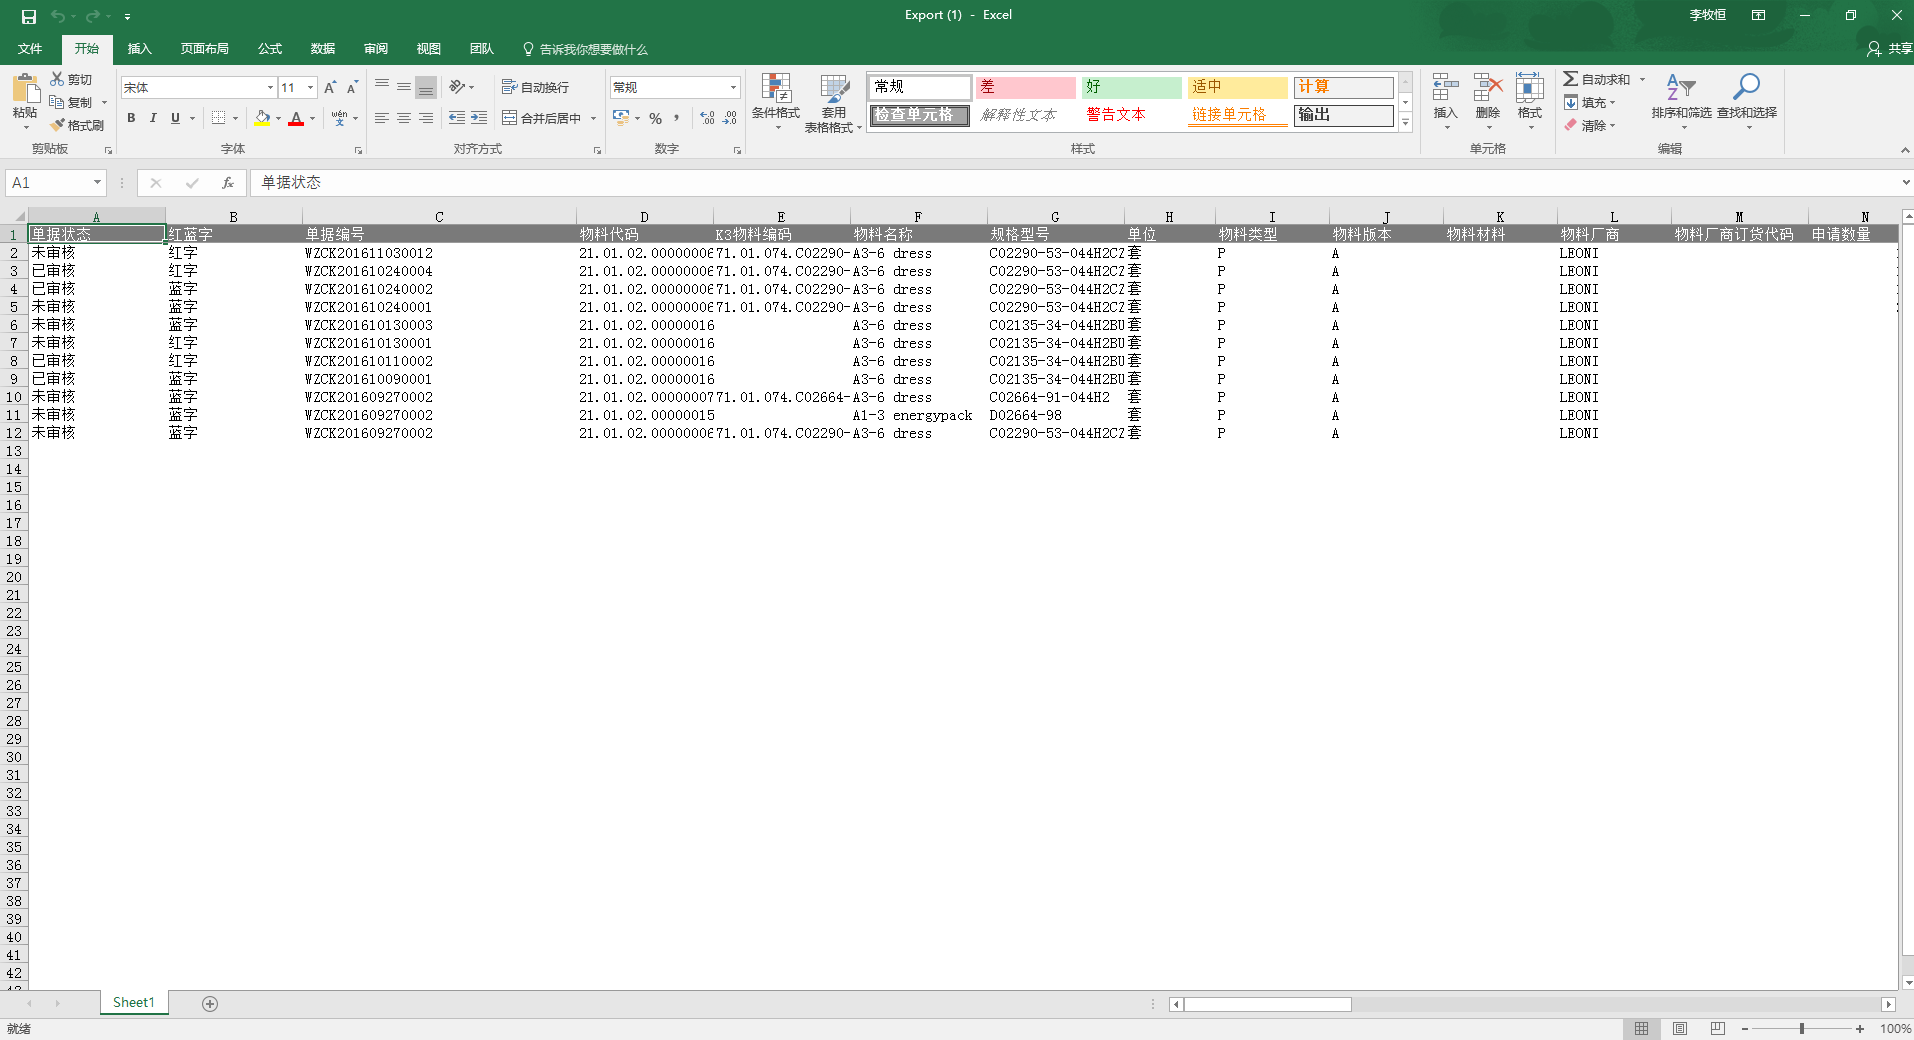 Export (1) - Excel
李牧恒
文件 开始 插入 页面布局 公式 数据 审阅 视图 团队 告诉我你想要做什么 共享
粘贴 剪切 复制 格式刷 剪贴板
宋体 11 B I U A A A wén 字体
自动换行 合并后居中 对齐方式
常规 % , 数字
条件格式 套用 表格格式
常规 差 好 适中 计算
检查单元格 解释性文本 警告文本 链接单元格 输出
样式
插入 删除 格式 单元格
自动求和 填充 清除 排序和筛选 查找和选择 编辑
A1 fx 单据状态
A B C D E F G H I J K L M N
1 单据状态 红蓝字 单据编号 物料代码 K3物料编码 物料名称 规格型号 单位 物料类型 物料版本 物料材料 物料厂商 物料厂商订货代码 申请数量
2 未审核 红字 WZCK201611030012 21.01.02.00000006 71.01.074.C02290- A3-6 dress C02290-53-044H2CZ 套 P A LEONI
3 已审核 红字 WZCK201610240004 21.01.02.00000006 71.01.074.C02290- A3-6 dress C02290-53-044H2CZ 套 P A LEONI
4 已审核 蓝字 WZCK201610240002 21.01.02.00000006 71.01.074.C02290- A3-6 dress C02290-53-044H2CZ 套 P A LEONI
5 未审核 蓝字 WZCK201610240001 21.01.02.00000006 71.01.074.C02290- A3-6 dress C02290-53-044H2CZ 套 P A LEONI
6 未审核 蓝字 WZCK201610130003 21.01.02.00000016 A3-6 dress C02135-34-044H2BU 套 P A LEONI
7 未审核 红字 WZCK201610130001 21.01.02.00000016 A3-6 dress C02135-34-044H2BU 套 P A LEONI
8 已审核 红字 WZCK201610110002 21.01.02.00000016 A3-6 dress C02135-34-044H2BU 套 P A LEONI
9 已审核 蓝字 WZCK201610090001 21.01.02.00000016 A3-6 dress C02135-34-044H2BU 套 P A LEONI
10 未审核 蓝字 WZCK201609270002 21.01.02.00000007 71.01.074.C02664- A3-6 dress C02664-91-044H2 套 P A LEONI
11 未审核 蓝字 WZCK201609270002 21.01.02.00000015 A1-3 energypack D02664-98 套 P A LEONI
12 未审核 蓝字 WZCK201609270002 21.01.02.00000006 71.01.074.C02290- A3-6 dress C02290-53-044H2CZ 套 P A LEONI
13
14
15
16
17
18
19
20
21
22
23
24
25
26
27
28
29
30
31
32
33
34
35
36
37
38
39
40
41
42
Sheet1
就绪
100%